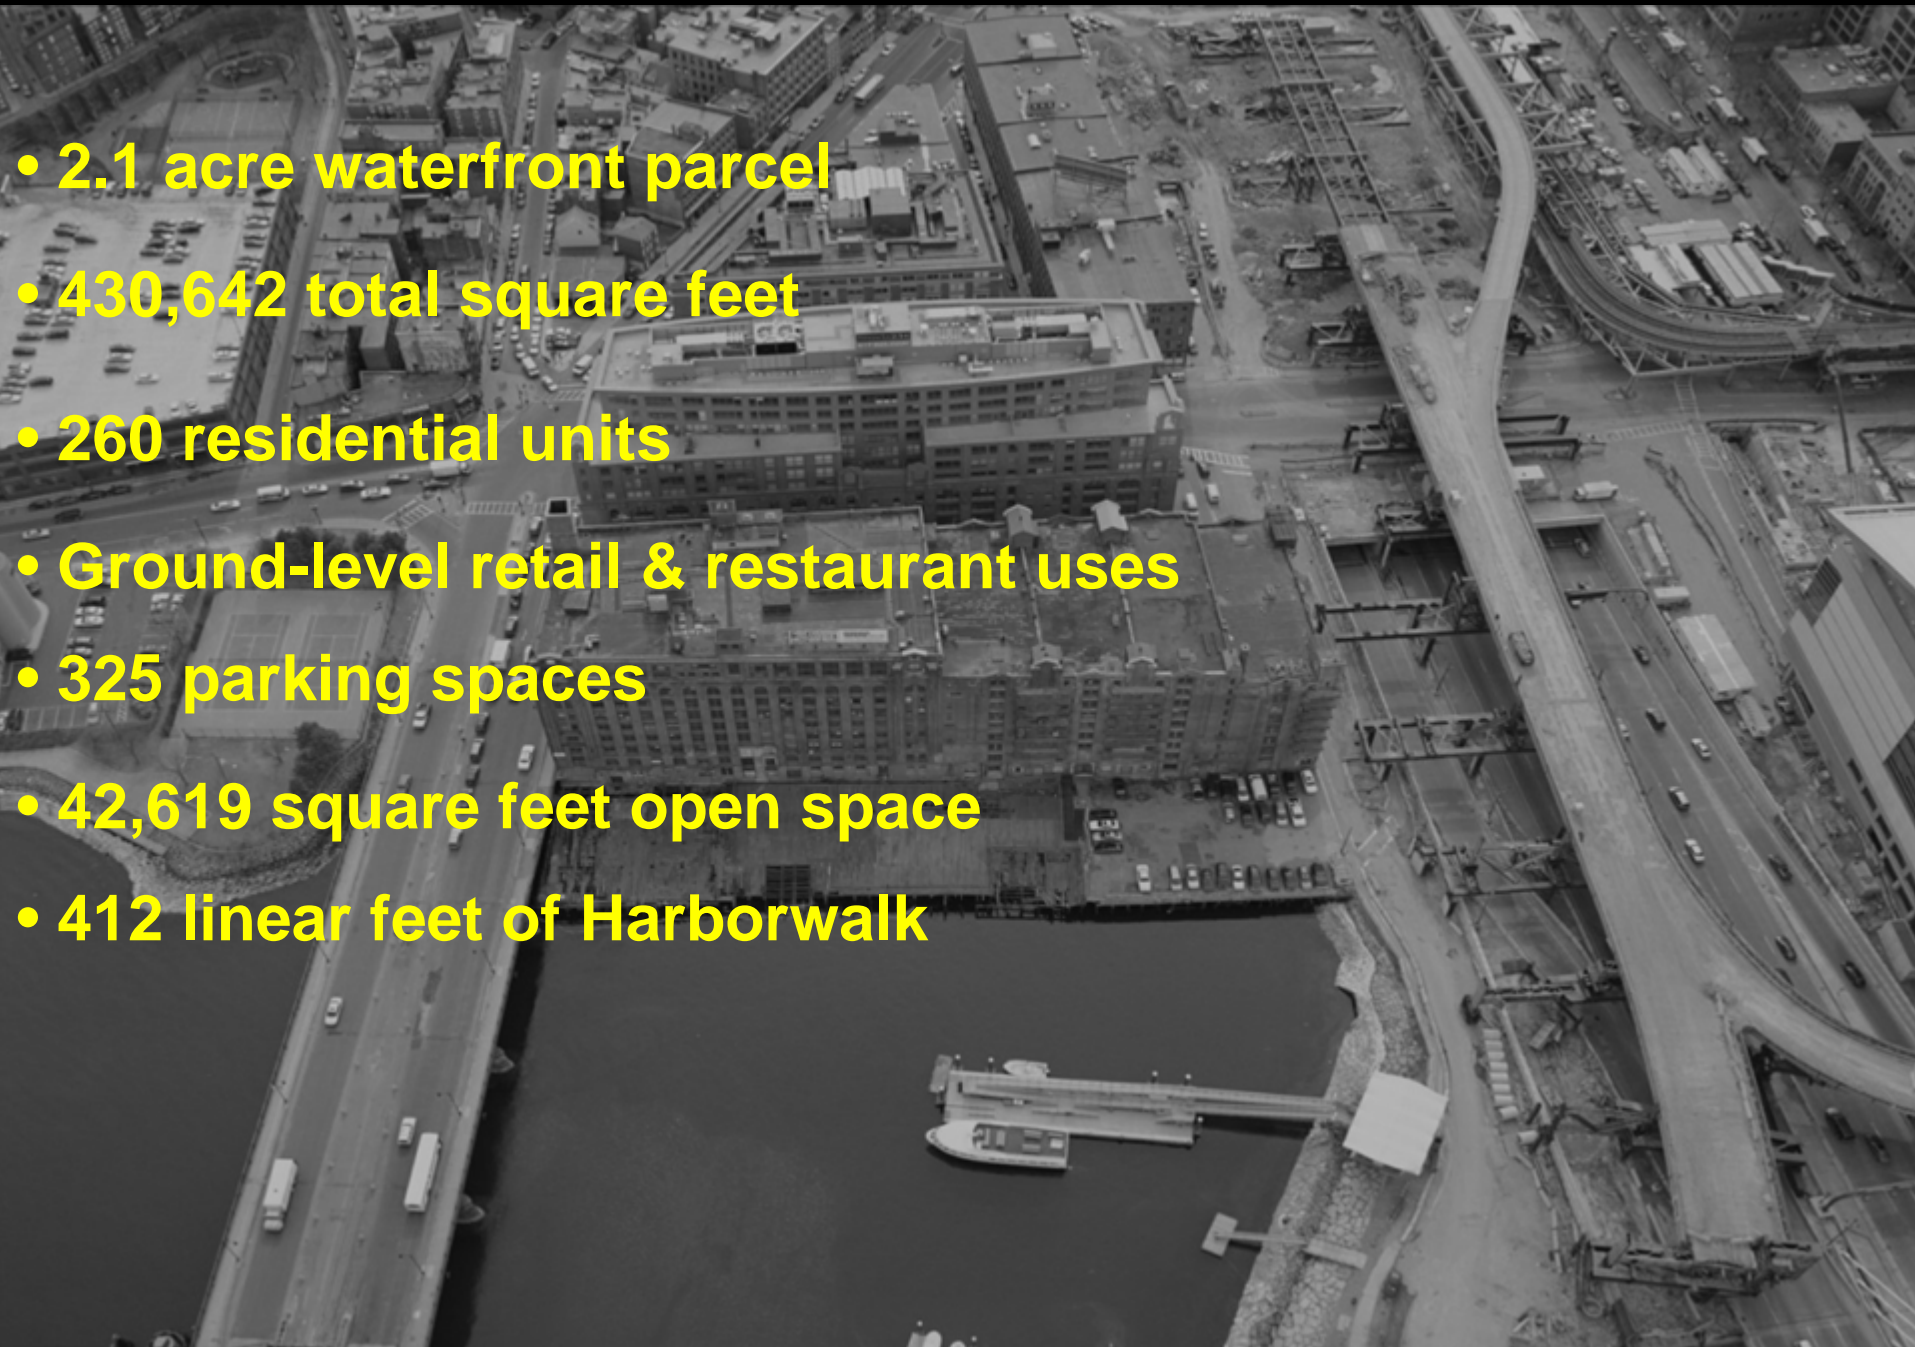 • 2.1 acre waterfront parcel
• 430,642 total square feet
• 260 residential units
• Ground-level retail & restaurant uses
• 325 parking spaces
• 42,619 square feet open space
• 412 linear feet of Harborwalk